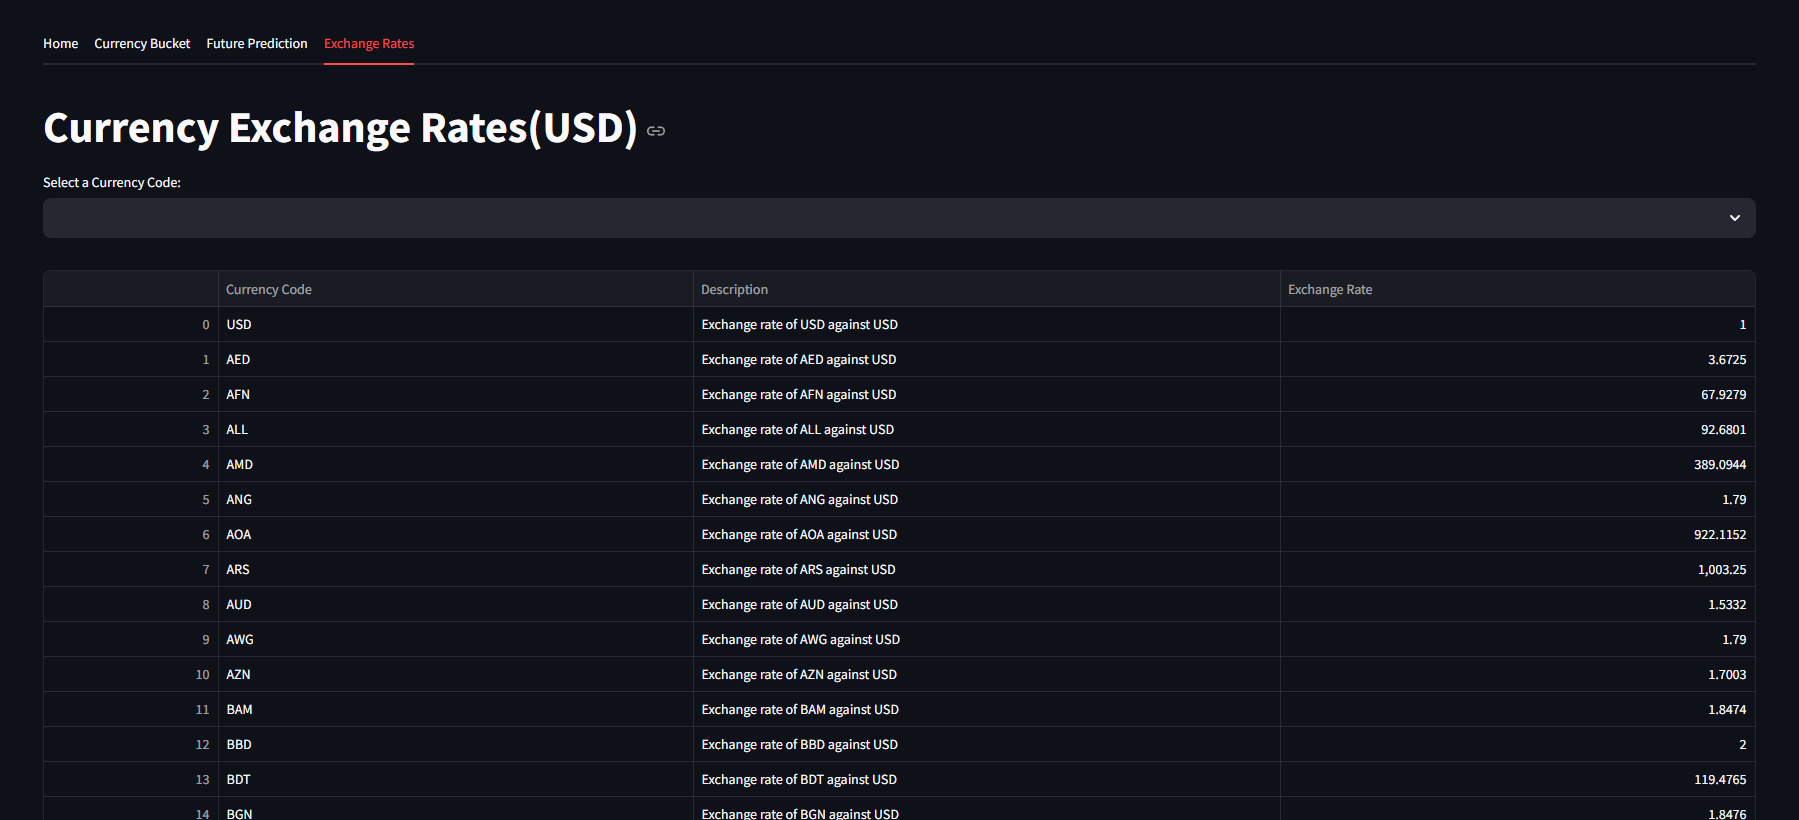 Home Currency Bucket Future Prediction Exchange Rates
Currency Exchange Rates(USD)
Select a Currency Code:
Currency Code Description Exchange Rate
0 USD Exchange rate of USD against USD 1
1 AED Exchange rate of AED against USD 3.6725
2 AFN Exchange rate of AFN against USD 67.9279
3 ALL Exchange rate of ALL against USD 92.6801
4 AMD Exchange rate of AMD against USD 389.0944
5 ANG Exchange rate of ANG against USD 1.79
6 AOA Exchange rate of AOA against USD 922.1152
7 ARS Exchange rate of ARS against USD 1,003.25
8 AUD Exchange rate of AUD against USD 1.5332
9 AWG Exchange rate of AWG against USD 1.79
10 AZN Exchange rate of AZN against USD 1.7003
11 BAM Exchange rate of BAM against USD 1.8474
12 BBD Exchange rate of BBD against USD 2
13 BDT Exchange rate of BDT against USD 119.4765
14 BGN Exchange rate of BGN against USD 1.8476